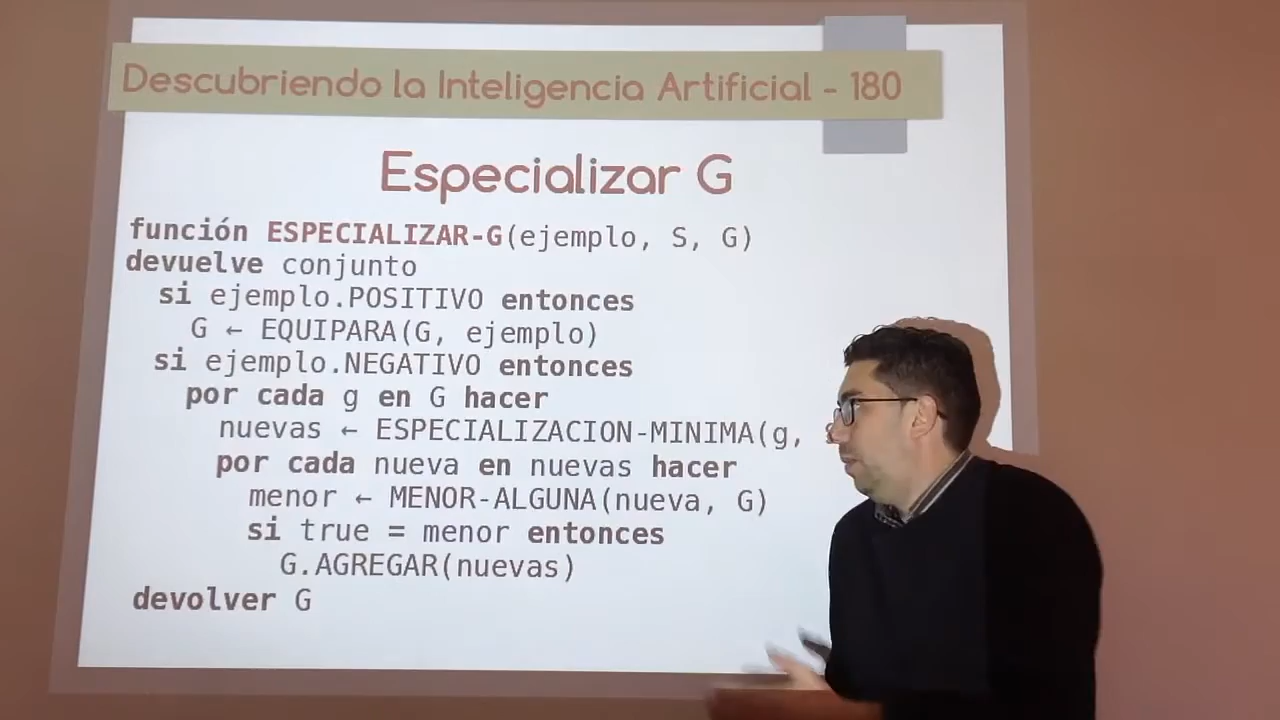 Descubriendo la Inteligencia Artificial - 180
Especializar G
función ESPECIALIZAR-G(ejemplo, S, G)
devuelve conjunto
si ejemplo.POSITIVO entonces
G ← EQUIPARA(G, ejemplo)
si ejemplo.NEGATIVO entonces
por cada g en G hacer
nuevas ← ESPECIALIZACION-MINIMA(g,
por cada nueva en nuevas hacer
menor ← MENOR-ALGUNA(nueva, G)
si true = menor entonces
G.AGREGAR(nuevas)
devolver G